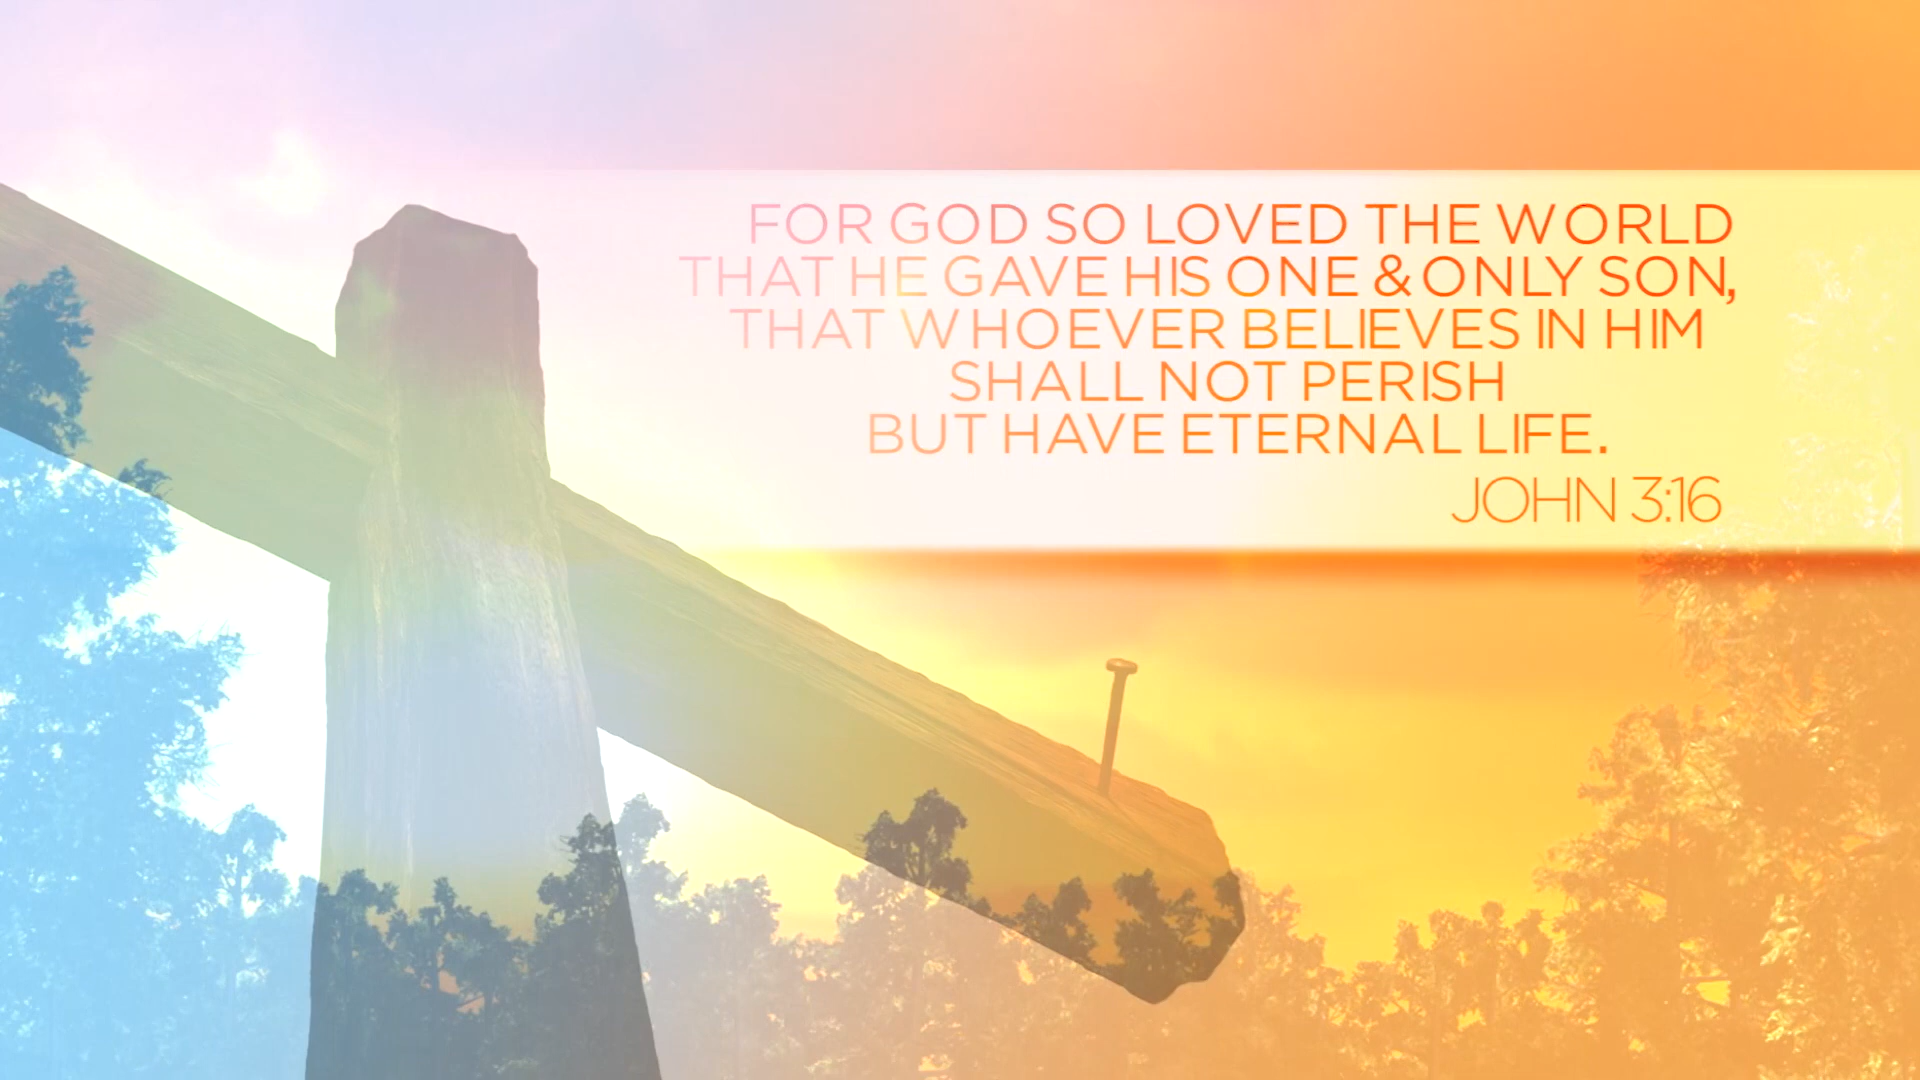 FOR GOD SO LOVED THE WORLD
THAT HE GAVE HIS ONE & ONLY SON,
THAT WHOEVER BELIEVES IN HIM
SHALL NOT PERISH
BUT HAVE ETERNAL LIFE.
JOHN 3:16